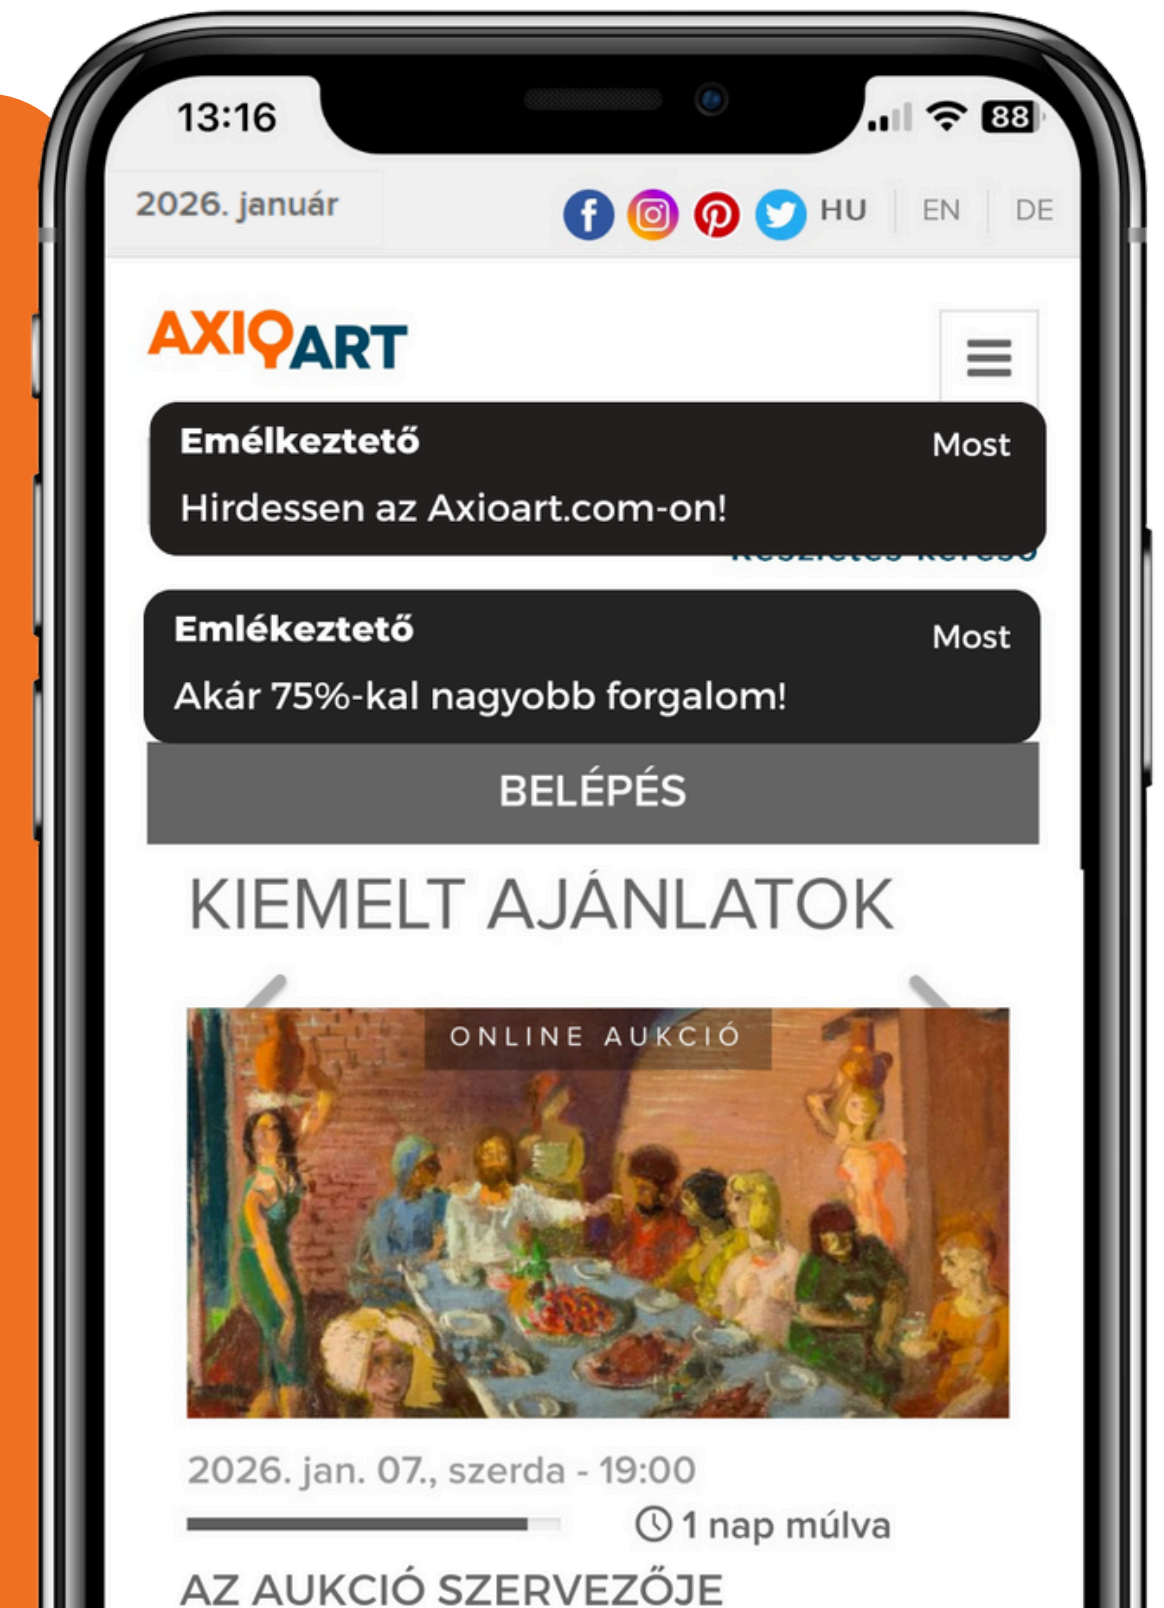 13:16
88
2026. január
HU
EN
DE
AXIOART
Emélkeztető
Most
Hirdessen az Axioart.com-on!
Részletes kereső
Emlékeztető
Most
Akár 75%-kal nagyobb forgalom!
BELÉPÉS
KIEMELT AJÁNLATOK
ONLINE AUKCIÓ
2026. jan. 07., szerda - 19:00
1 nap múlva
AZ AUKCIÓ SZERVEZŐJE